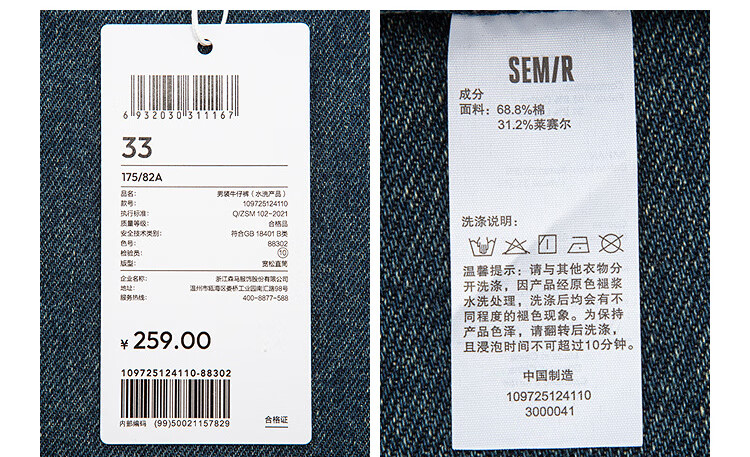 6 932030 311167
33
175/82A
品名: 男装牛仔裤（水洗产品）
款号: 109725124110
执行标准: Q/ZSM 102-2021
质量等级: 合格品
安全技术类别: 符合GB 18401 B类
色号: 88302
检验员: 10
版型: 宽松直筒
企业名称: 浙江森马服饰股份有限公司
地址: 温州市瓯海区娄桥工业园南汇路98号
服务热线: 400-8877-588
¥ 259.00
109725124110-88302
内部编码 (99)50021157829
合格证
SEM/R
成分
面料: 68.8%棉
31.2%莱赛尔
洗涤说明:
温馨提示: 请与其他衣物分
开洗涤，因产品经原色褪浆
水洗处理，洗涤后均会有不
同程度的褪色现象。为保持
产品色泽，请翻转后洗涤，
且浸泡时间不可超过10分钟。
中国制造
109725124110
3000041